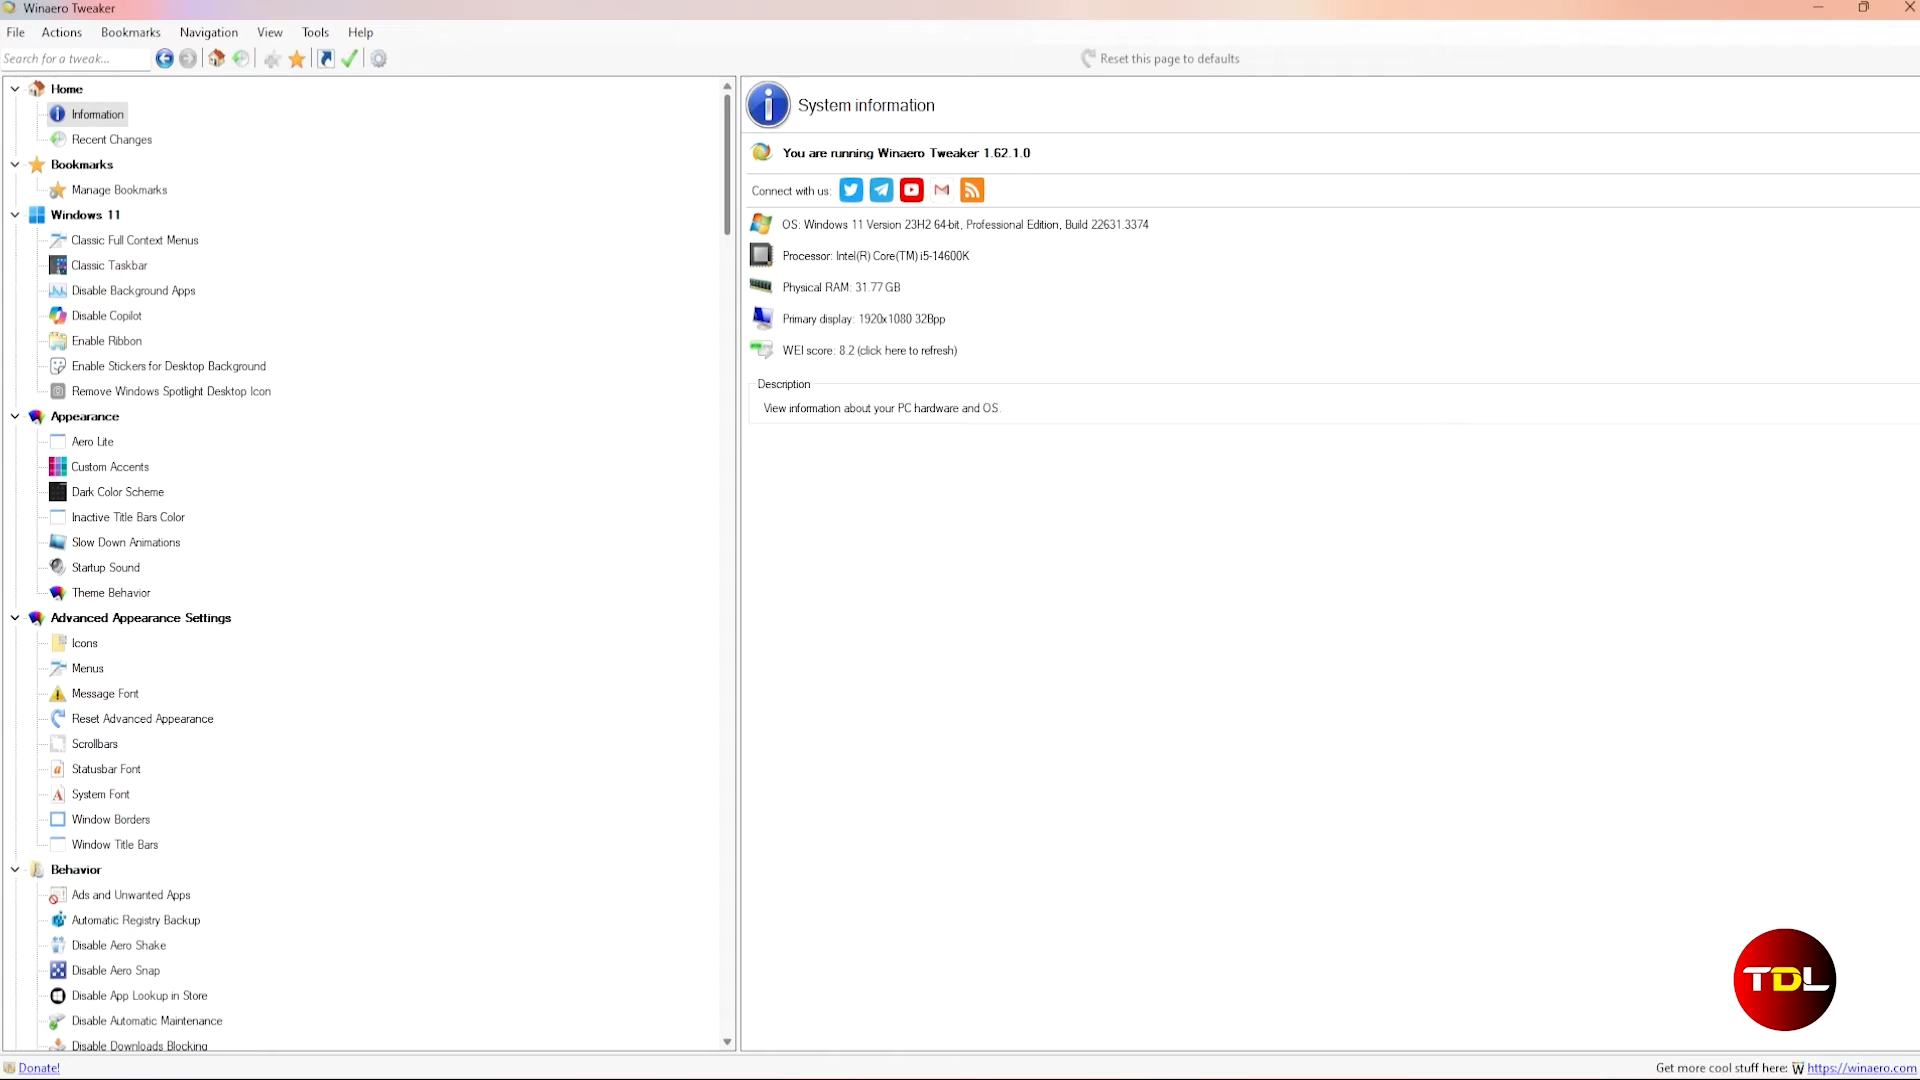 Winaero Tweaker
File Actions Bookmarks Navigation View Tools Help
Search for a tweak...
Reset this page to defaults
Home
Information
Recent Changes
Bookmarks
Manage Bookmarks
Windows 11
Classic Full Context Menus
Classic Taskbar
Disable Background Apps
Disable Copilot
Enable Ribbon
Enable Stickers for Desktop Background
Remove Windows Spotlight Desktop Icon
Appearance
Aero Lite
Custom Accents
Dark Color Scheme
Inactive Title Bars Color
Slow Down Animations
Startup Sound
Theme Behavior
Advanced Appearance Settings
Icons
Menus
Message Font
Reset Advanced Appearance
Scrollbars
Statusbar Font
System Font
Window Borders
Window Title Bars
Behavior
Ads and Unwanted Apps
Automatic Registry Backup
Disable Aero Shake
Disable Aero Snap
Disable App Lookup in Store
Disable Automatic Maintenance
Disable Downloads Blocking
System information
You are running Winaero Tweaker 1.62.1.0
Connect with us:
OS: Windows 11 Version 23H2 64-bit, Professional Edition, Build 22631.3374
Processor: Intel(R) Core(TM) i5-14600K
Physical RAM: 31.77 GB
Primary display: 1920x1080 32Bpp
WEI score: 8.2 (click here to refresh)
Description
View information about your PC hardware and OS.
TDL
Donate!
Get more cool stuff here: W https://winaero.com